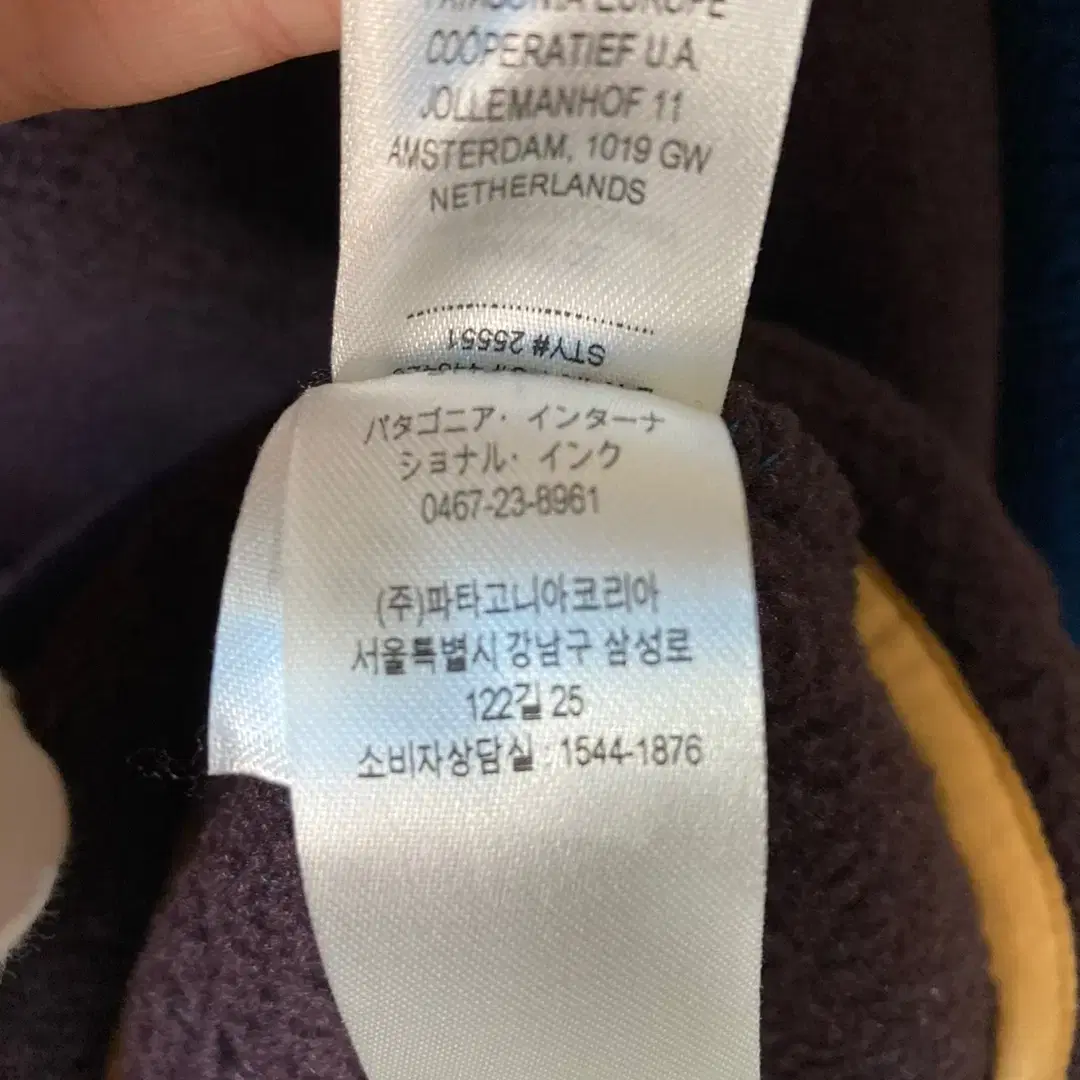 PATAGONIA EUROPE
COÖPERATIEF U.A.
JOLLEMANHOF 11
AMSTERDAM, 1019 GW
NETHERLANDS
STY# 25551
パタゴニア・インターナ
ショナル・インク
0467-23-8961
(주)파타고니아코리아
서울특별시 강남구 삼성로
122길 25
소비자상담실 : 1544-1876